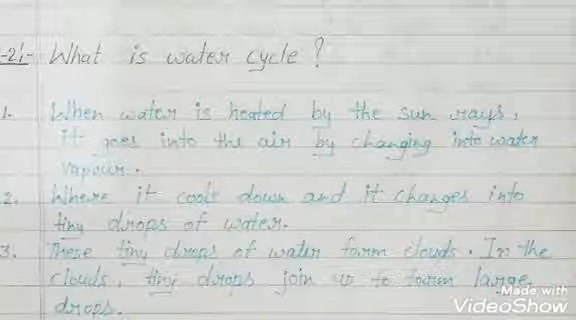 -2:- What is water cycle?
1. When water is heated by the sun rays,
it goes into the air by changing into water
vapour.
2. Where it cools down and it changes into
tiny drops of water.
3. These tiny drops of water form clouds. In the
clouds, tiny drops join up to form large
drops.
Made with
VideoShow